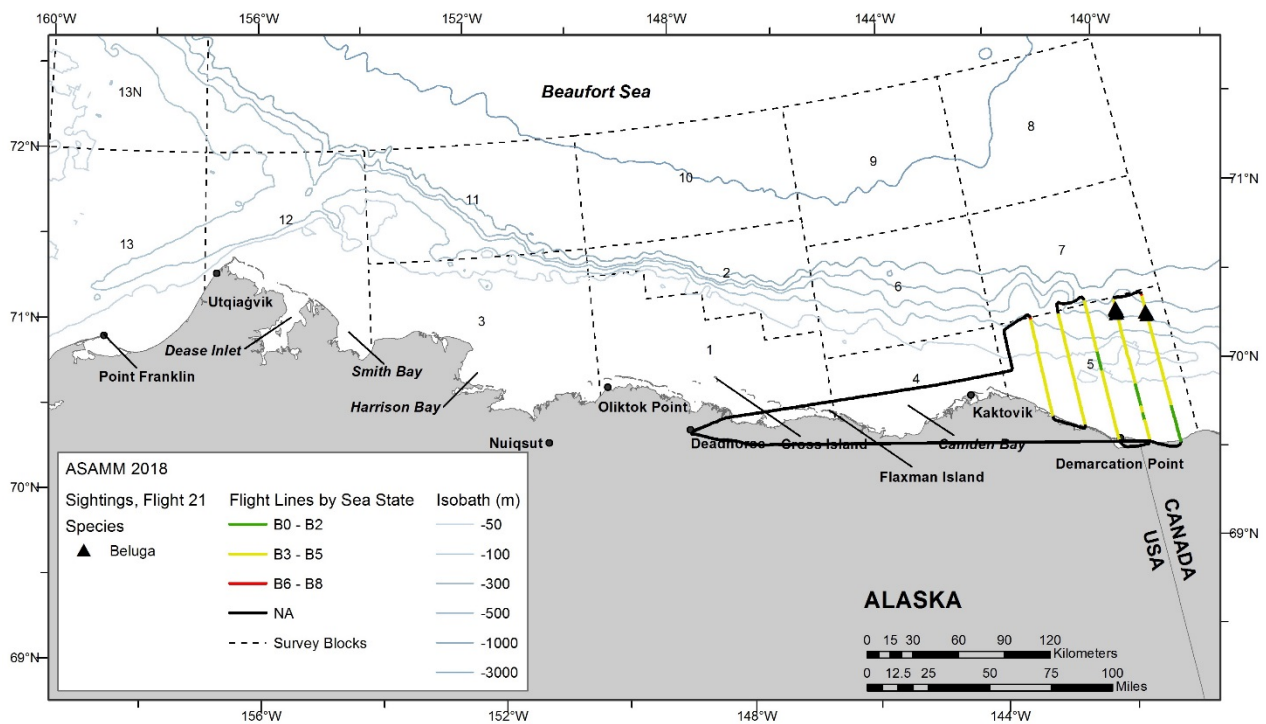 160°W 156°W 152°W 148°W 144°W 140°W
72°N
71°N
70°N
69°N
71°N
70°N
69°N
156°W 152°W 148°W 144°W 140°W
Beaufort Sea
13N
8
9
10
11
12
13
7
2
6
3
1
5
4
Utqiaġvik
Dease Inlet
Point Franklin
Smith Bay
Harrison Bay
Oliktok Point
Nuiqsut
Deadhorse
Cross Island
Camden Bay
Kaktovik
Flaxman Island
Demarcation Point
CANADA
USA
ALASKA
0 15 30 60 90 120
Kilometers
0 12.5 25 50 75 100
Miles
ASAMM 2018
Sightings, Flight 21
Species
Beluga
Flight Lines by Sea State
B0 - B2
B3 - B5
B6 - B8
NA
Survey Blocks
Isobath (m)
-50
-100
-300
-500
-1000
-3000